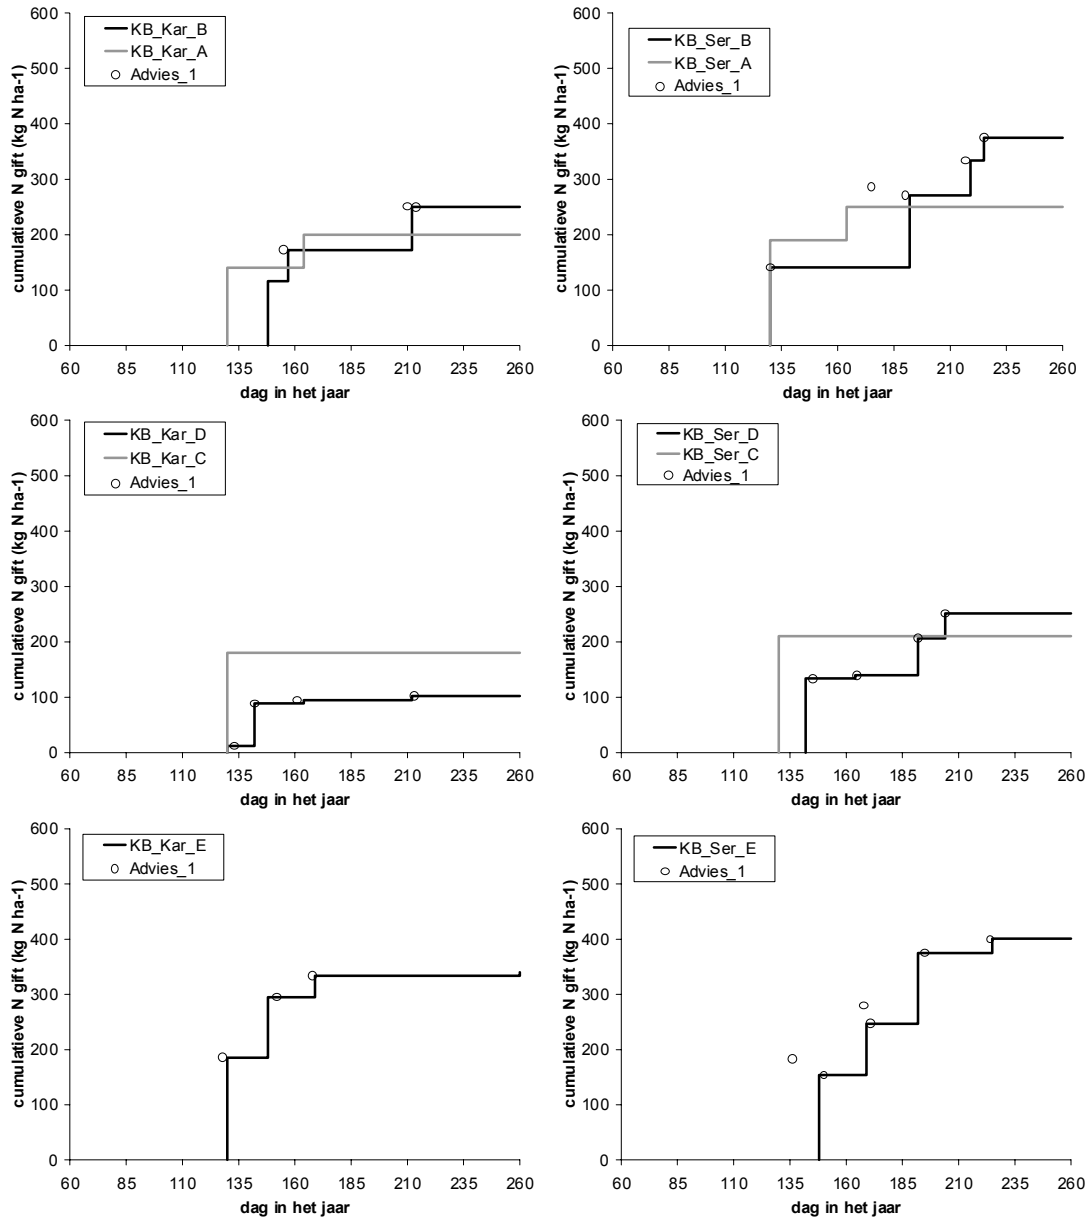 cumulatieve N gift (kg N ha-1)
600
500
400
300
200
100
0
KB_Kar_B
KB_Kar_A
Advies_1
60 85 110 135 160 185 210 235 260
dag in het jaar
cumulatieve N gift (kg N ha-1)
600
500
400
300
200
100
0
KB_Ser_B
KB_Ser_A
Advies_1
60 85 110 135 160 185 210 235 260
dag in het jaar
cumulatieve N gift (kg N ha-1)
600
500
400
300
200
100
0
KB_Kar_D
KB_Kar_C
Advies_1
60 85 110 135 160 185 210 235 260
dag in het jaar
cumulatieve N gift (kg N ha-1)
600
500
400
300
200
100
0
KB_Ser_D
KB_Ser_C
Advies_1
60 85 110 135 160 185 210 235 260
dag in het jaar
cumulatieve N gift (kg N ha-1)
600
500
400
300
200
100
0
KB_Kar_E
Advies_1
60 85 110 135 160 185 210 235 260
dag in het jaar
cumulatieve N gift (kg N ha-1)
600
500
400
300
200
100
0
KB_Ser_E
Advies_1
60 85 110 135 160 185 210 235 260
dag in het jaar